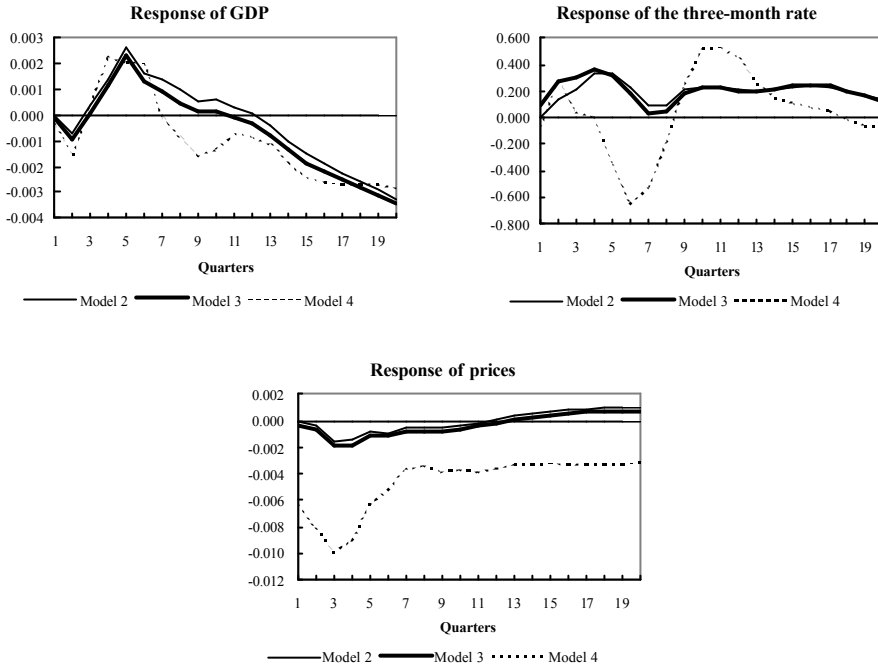 Response of GDP
0.003
0.002
0.001
0.000
-0.001
-0.002
-0.003
-0.004
1 3 5 7 9 11 13 15 17 19
Quarters
Model 2 Model 3 Model 4
Response of the three-month rate
0.600
0.400
0.200
0.000
-0.200
-0.400
-0.600
-0.800
1 3 5 7 9 11 13 15 17 19
Quarters
Model 2 Model 3 Model 4
Response of prices
0.002
0.000
-0.002
-0.004
-0.006
-0.008
-0.010
-0.012
1 3 5 7 9 11 13 15 17 19
Quarters
Model 2 Model 3 Model 4